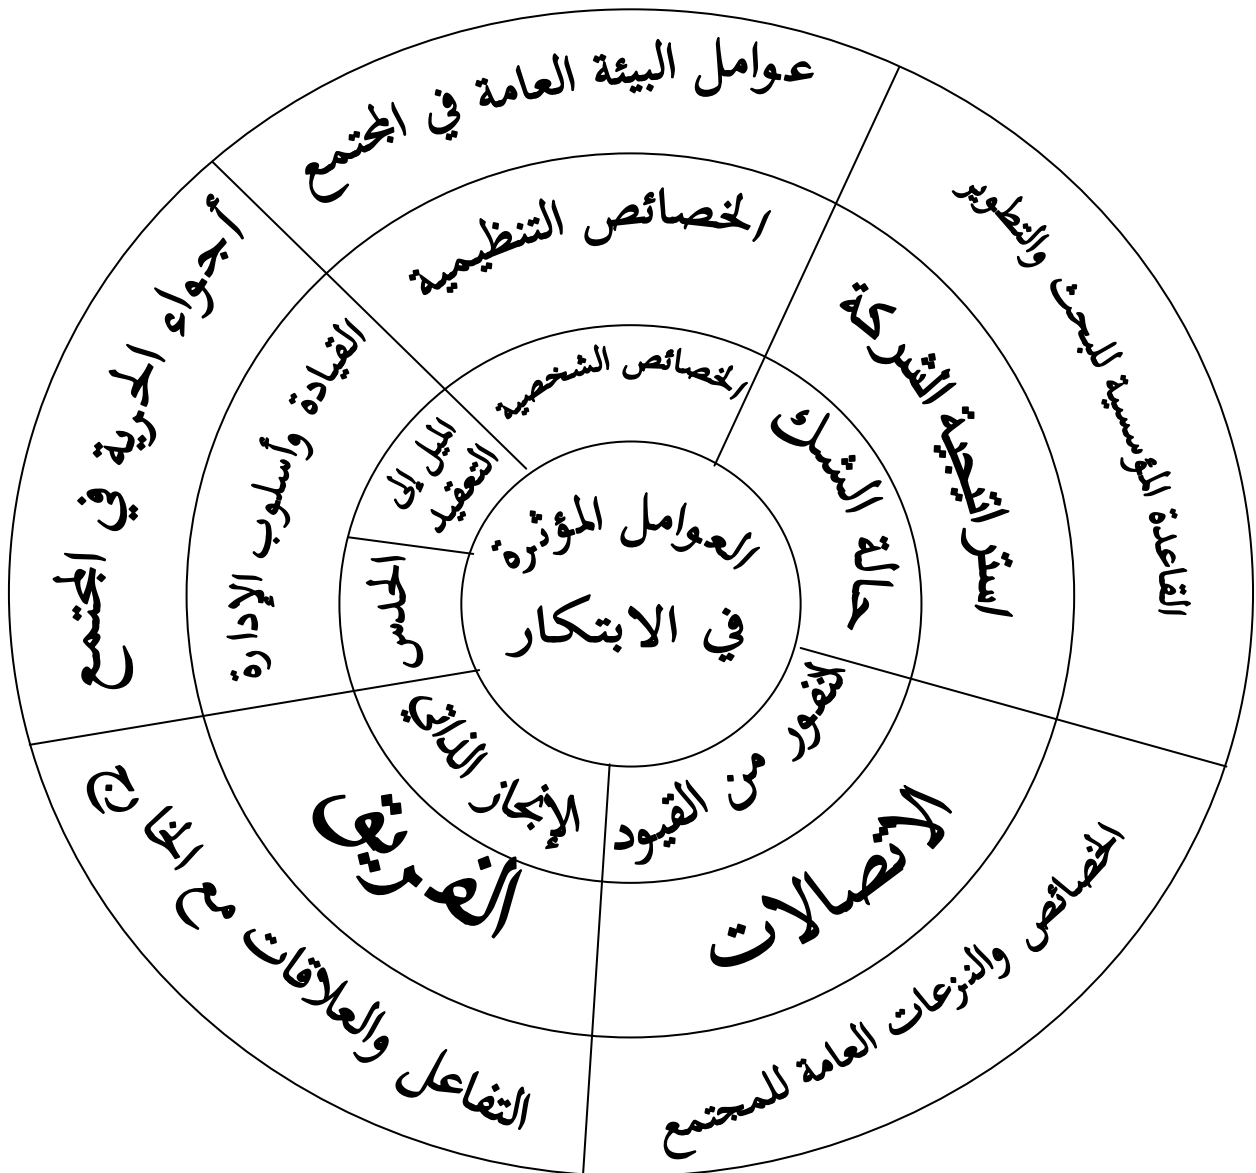 عوامل البيئة العامة في المجتمع
القاعدة المؤسسية للبحث والتطوير
الخصائص والنزعات العامة للمجتمع
التفاعل والعلاقات مع الخا ج
أجواء الحرية في المجتمع
الخصائص التنظيمية
استراتيجية الشركة
الاتصالات
الفريق
القيادة وأسلوب الإدارة
الخصائص الشخصية
حالة الشك
النفور من القيود
الإنجاز الذاتي
الحدس
الميل إلى
التعقيد
العوامل المؤثرة
في الابتكار